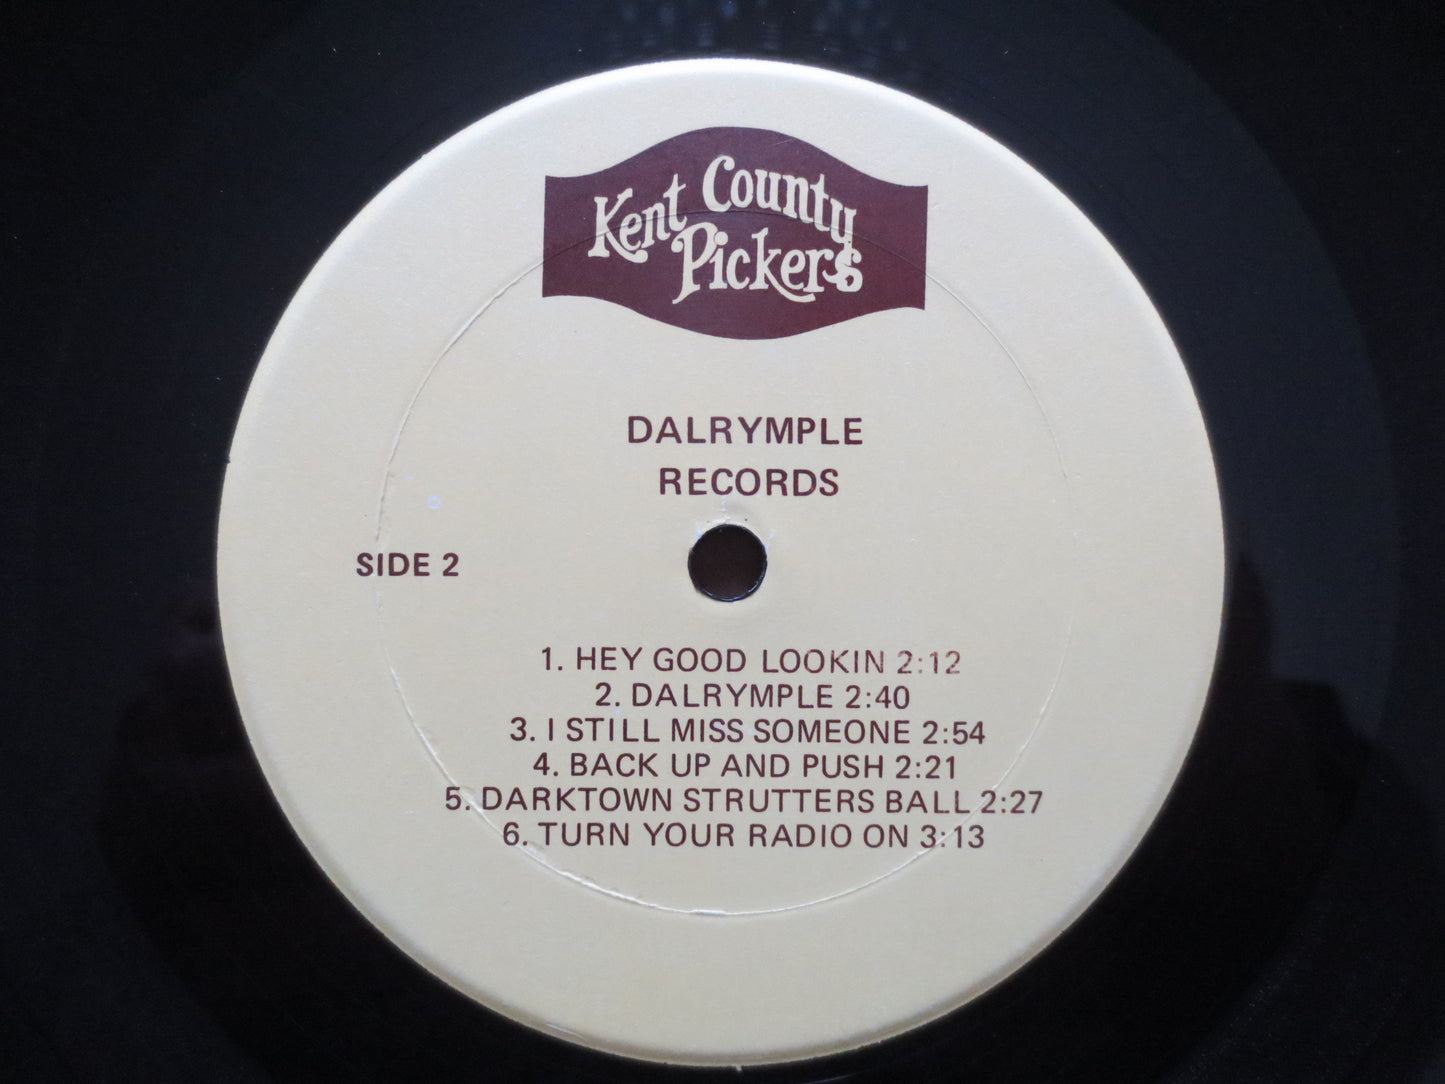 Kent County
Pickers
DALRYMPLE
RECORDS
SIDE 2
1. HEY GOOD LOOKIN 2:12
2. DALRYMPLE 2:40
3. I STILL MISS SOMEONE 2:54
4. BACK UP AND PUSH 2:21
5. DARKTOWN STRUTTERS BALL 2:27
6. TURN YOUR RADIO ON 3:13